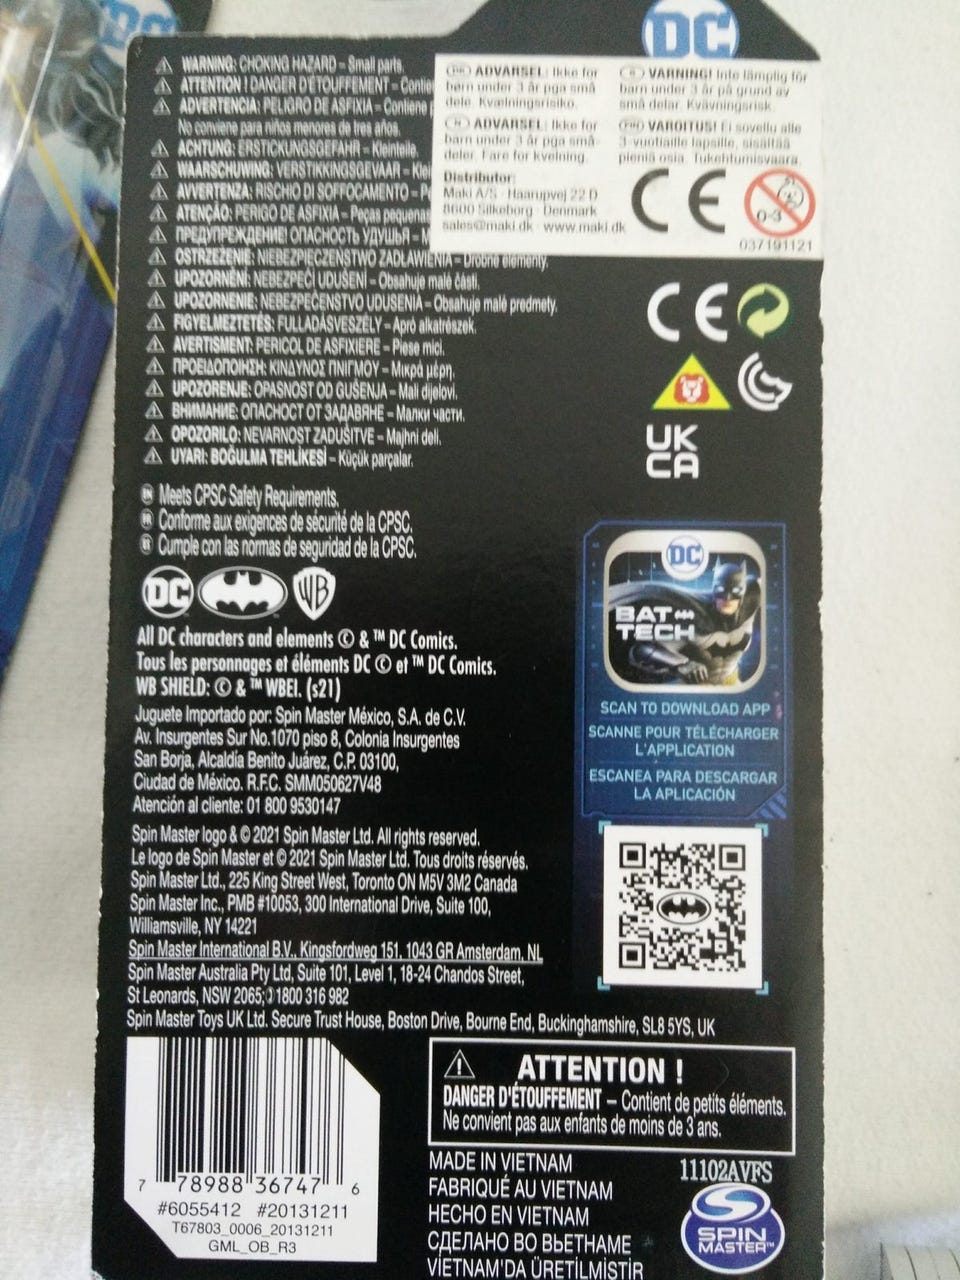 DC
WARNING: CHOKING HAZARD – Small parts.
ATTENTION ! DANGER D'ÉTOUFFEMENT –
ADVERTENCIA: PELIGRO DE ASFIXIA – Contiene
No conviene para niños menores de tres años.
ACHTUNG: ERSTICKUNGSGEFAHR – Kleinteile.
WAARSCHUWING: VERSTIKKINGSGEVAAR –
AVVERTENZA: RISCHIO DI SOFFOCAMENTO –
ATENÇÃO: PERIGO DE ASFIXIA – Peças
ПРЕДУПРЕЖДЕНИЕ! ОПАСНОСТЬ УДУШЬЯ –
OSTRZEŻENIE: NIEBEZPIECZEŃSTWO ZADŁAWIENIA – Drobne elementy.
UPOZORNĚNÍ: NEBEZPEČÍ UDUŠENÍ – Obsahuje malé části.
UPOZORNENIE: NEBEZPEČENSTVO UDUSENIA – Obsahuje malé predmety.
FIGYELMEZTETÉS: FULLADÁSVESZÉLY – Apró alkatrészek.
AVERTISMENT: PERICOL DE ASFIXIERE – Piese mici.
ΠΡΟΕΙΔΟΠΟΙΗΣΗ: ΚΙΝΔΥΝΟΣ ΠΝΙΓΜΟΥ – Μικρά μέρη.
UPOZORENJE: OPASNOST OD GUŠENJA – Mali dijelovi.
ВНИМАНИЕ: ОПАСНОСТ ОТ ЗАДАВЯНЕ – Малки части.
OPOZORILO: NEVARNOST ZADUŠITVE – Majhni deli.
UYARI: BOĞULMA TEHLİKESİ – Küçük parçalar.
DK ADVARSEL: Ikke for
børn under 3 år pga små
dele. Kvælningsrisiko.
N ADVARSEL: Ikke for
barn under 3 år pga små-
deler. Fare for kvelning.
S VARNING! Inte lämplig för
barn under 3 år på grund av
små delar. Kvävningsrisk.
FIN VAROITUS! Ei sovellu alle
3-vuotiaille lapsille, sisältää
pieniä osia. Tukehtumisvaara.
Distributor:
Maki A/S · Haarupvej 22 D
8600 Silkeborg · Denmark
sales@maki.dk · www.maki.dk
CE
0-3
037191121
CE
UK
CA
EN Meets CPSC Safety Requirements.
FR Conforme aux exigences de sécurité de la CPSC.
ES Cumple con las normas de seguridad de la CPSC.
DC WB
All DC characters and elements © & ™ DC Comics.
Tous les personnages et éléments DC © et ™ DC Comics.
WB SHIELD: © & ™ WBEI. (s21)
Juguete Importado por: Spin Master México, S.A. de C.V.
Av. Insurgentes Sur No.1070 piso 8, Colonia Insurgentes
San Borja, Alcaldía Benito Juárez, C.P. 03100,
Ciudad de México. R.F.C. SMM050627V48
Atención al cliente: 01 800 9530147
DC
BAT
TECH
SCAN TO DOWNLOAD APP
SCANNE POUR TÉLÉCHARGER
L'APPLICATION
ESCANEA PARA DESCARGAR
LA APLICACIÓN
Spin Master logo & © 2021 Spin Master Ltd. All rights reserved.
Le logo de Spin Master et © 2021 Spin Master Ltd. Tous droits réservés.
Spin Master Ltd., 225 King Street West, Toronto ON M5V 3M2 Canada
Spin Master Inc., PMB #10053, 300 International Drive, Suite 100,
Williamsville, NY 14221
Spin Master International B.V., Kingsfordweg 151, 1043 GR Amsterdam, NL
Spin Master Australia Pty Ltd, Suite 101, Level 1, 18-24 Chandos Street,
St Leonards, NSW 2065; 1800 316 982
Spin Master Toys UK Ltd. Secure Trust House, Boston Drive, Bourne End, Buckinghamshire, SL8 5YS, UK
7 78988 36747 6
#6055412 #20131211
T67803_0006_20131211
GML_OB_R3
ATTENTION !
DANGER D'ÉTOUFFEMENT – Contient de petits éléments.
Ne convient pas aux enfants de moins de 3 ans.
MADE IN VIETNAM
FABRIQUÉ AU VIETNAM
HECHO EN VIETNAM
СДЕЛАНО ВО ВЬЕТНАМЕ
VİETNAM'DA ÜRETİLMİŞTİR
11102AVFS
SPIN
MASTER™